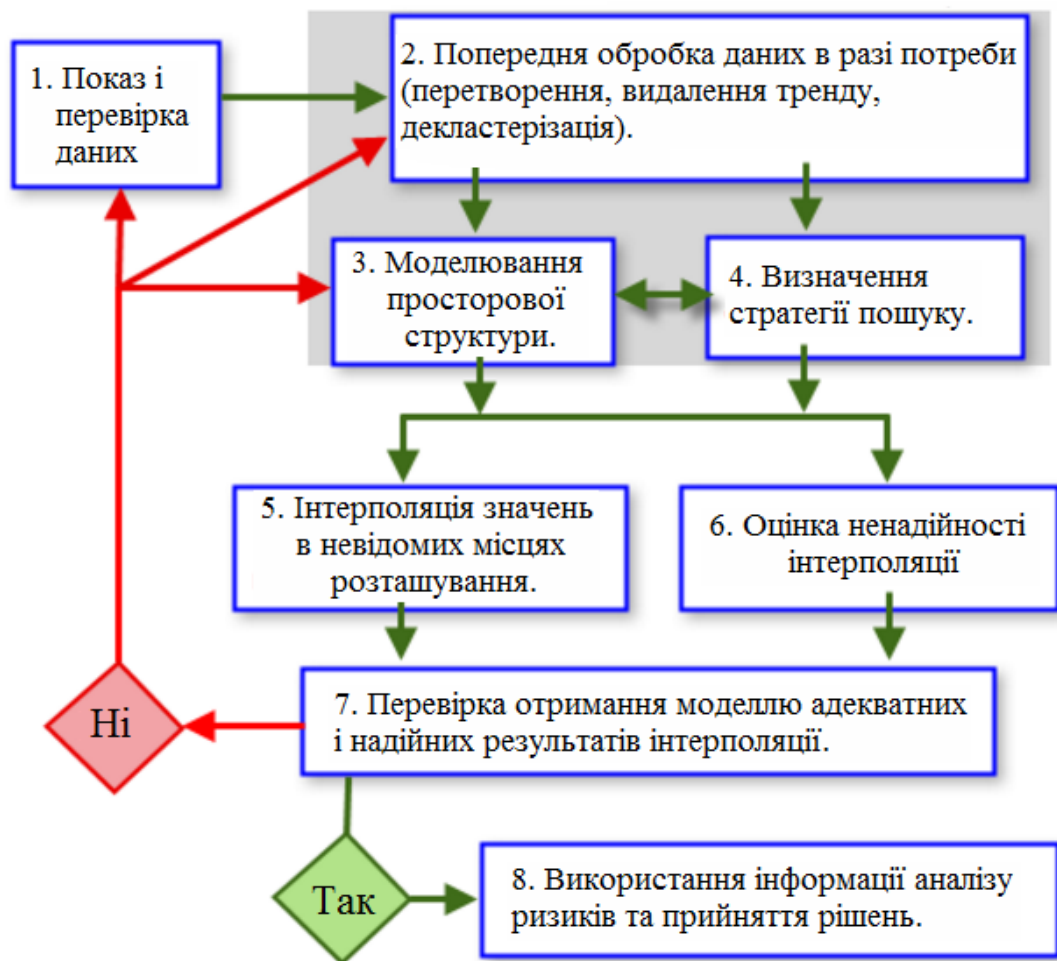 1. Показ і
перевірка
даних
2. Попередня обробка даних в разі потреби
(перетворення, видалення тренду,
декластерізація).
3. Моделювання
просторової
структури.
4. Визначення
стратегії пошуку.
5. Інтерполяція значень
в невідомих місцях
розташування.
6. Оцінка ненадійності
інтерполяції
7. Перевірка отримання моделлю адекватних
і надійних результатів інтерполяції.
Ні
Так
8. Використання інформації аналізу
ризиків та прийняття рішень.